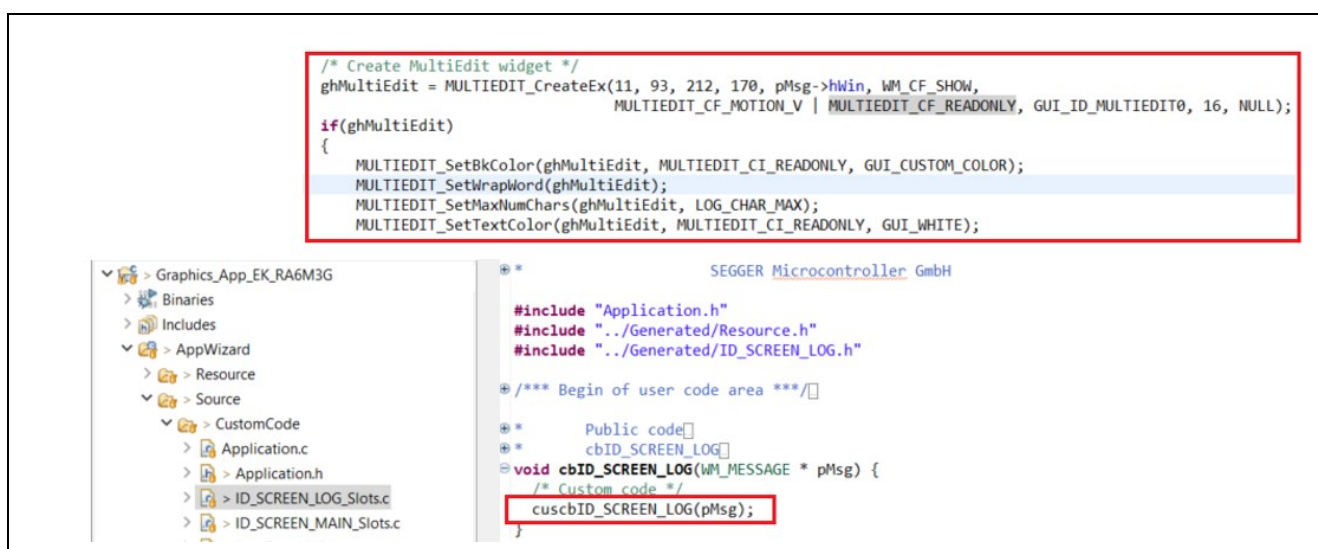 /* Create MultiEdit widget */
ghMultiEdit = MULTIEDIT_CreateEx(11, 93, 212, 170, pMsg->hWin, WM_CF_SHOW,
MULTIEDIT_CF_MOTION_V | MULTIEDIT_CF_READONLY, GUI_ID_MULTIEDIT0, 16, NULL);
if(ghMultiEdit)
{
MULTIEDIT_SetBkColor(ghMultiEdit, MULTIEDIT_CI_READONLY, GUI_CUSTOM_COLOR);
MULTIEDIT_SetWrapWord(ghMultiEdit);
MULTIEDIT_SetMaxNumChars(ghMultiEdit, LOG_CHAR_MAX);
MULTIEDIT_SetTextColor(ghMultiEdit, MULTIEDIT_CI_READONLY, GUI_WHITE);
> Graphics_App_EK_RA6M3G
> Binaries
> Includes
> AppWizard
> Resource
> Source
> CustomCode
> Application.c
> > Application.h
> > ID_SCREEN_LOG_Slots.c
> > ID_SCREEN_MAIN_Slots.c
* SEGGER Microcontroller GmbH
#include "Application.h"
#include "../Generated/Resource.h"
#include "../Generated/ID_SCREEN_LOG.h"
/*** Begin of user code area ***/
* Public code
* cbID_SCREEN_LOG
void cbID_SCREEN_LOG(WM_MESSAGE * pMsg) {
/* Custom code */
cuscbID_SCREEN_LOG(pMsg);
}